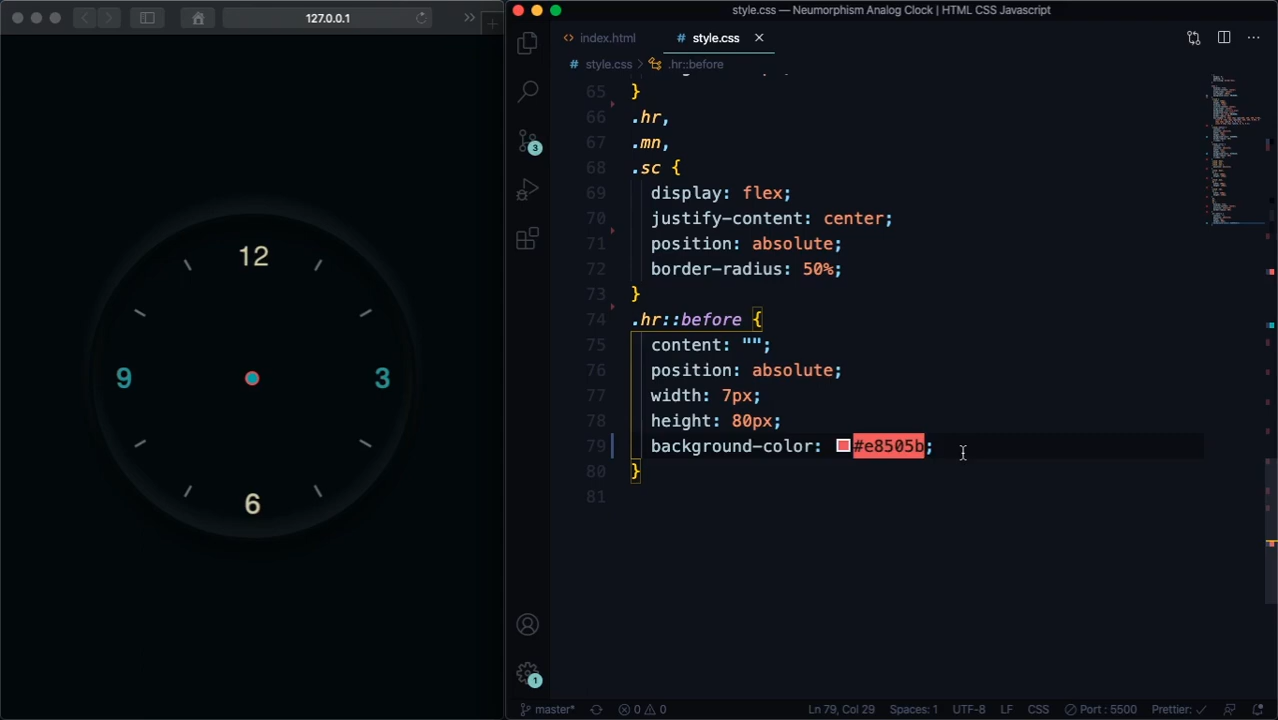 127.0.0.1
»
style.css — Neumorphism Analog Clock | HTML CSS Javascript
index.html
# style.css
# style.css > .hr::before
65 }
66 .hr,
67 .mn,
68 .sc {
69 display: flex;
70 justify-content: center;
71 position: absolute;
72 border-radius: 50%;
73 }
74 .hr::before {
75 content: "";
76 position: absolute;
77 width: 7px;
78 height: 80px;
79 background-color: #e8505b;
80 }
81
12
9
3
6
3
1
master*
0
0
Ln 79, Col 29
Spaces: 1
UTF-8
LF
CSS
Port : 5500
Prettier: ✓